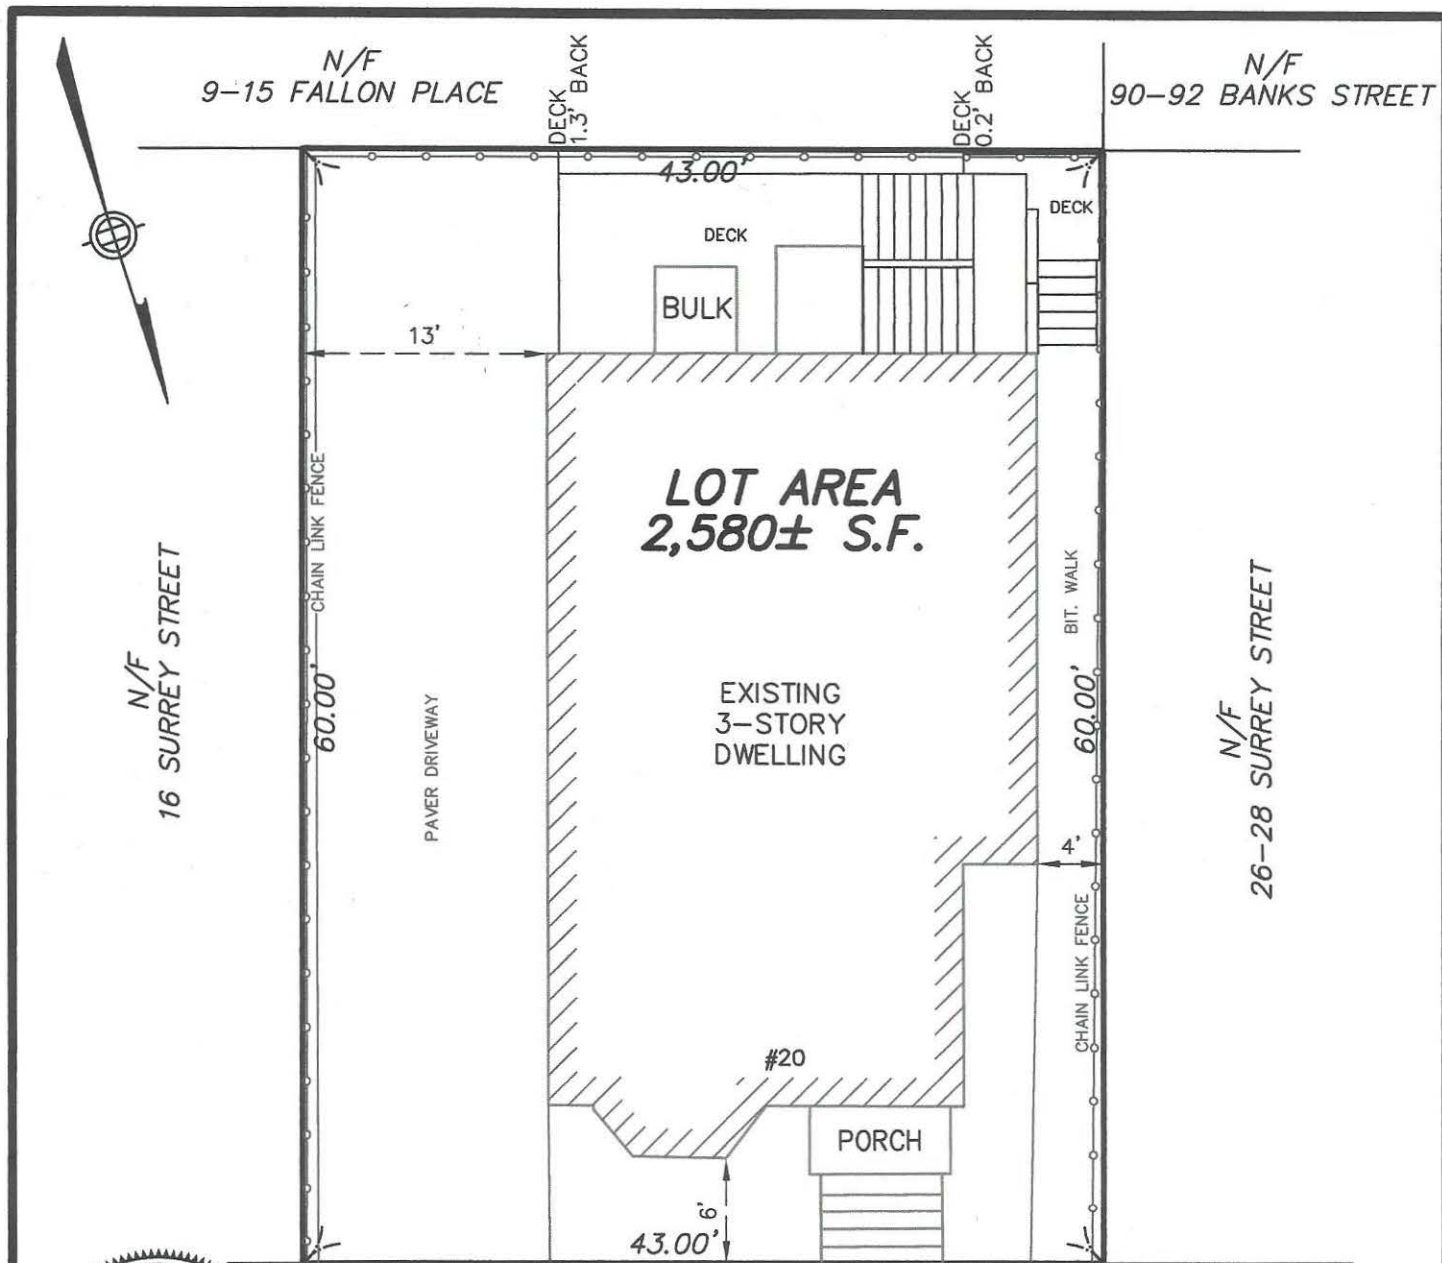 N/F
9-15 FALLON PLACE
DECK
1.3' BACK
DECK
0.2' BACK
N/F
90-92 BANKS STREET
43.00'
DECK
DECK
BULK
13'
LOT AREA
2,580± S.F.
CHAIN LINK FENCE
BIT. WALK
N/F
16 SURREY STREET
60.00'
PAVER DRIVEWAY
EXISTING
3-STORY
DWELLING
60.00'
N/F
26-28 SURREY STREET
4'
CHAIN LINK FENCE
#20
PORCH
6'
43.00'